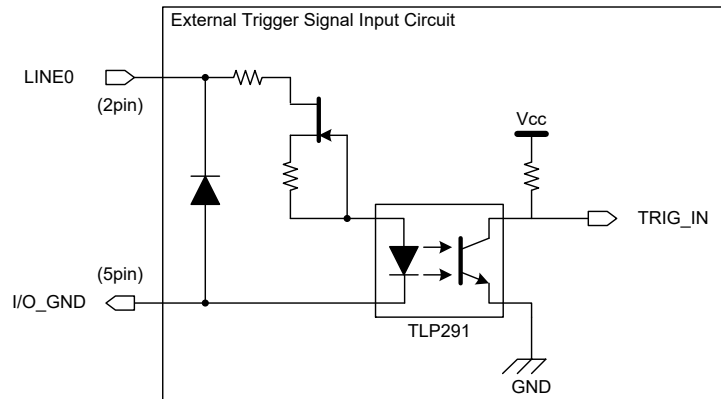 External Trigger Signal Input Circuit
LINE0
(2pin)
Vcc
TRIG_IN
(5pin)
I/O_GND
TLP291
GND